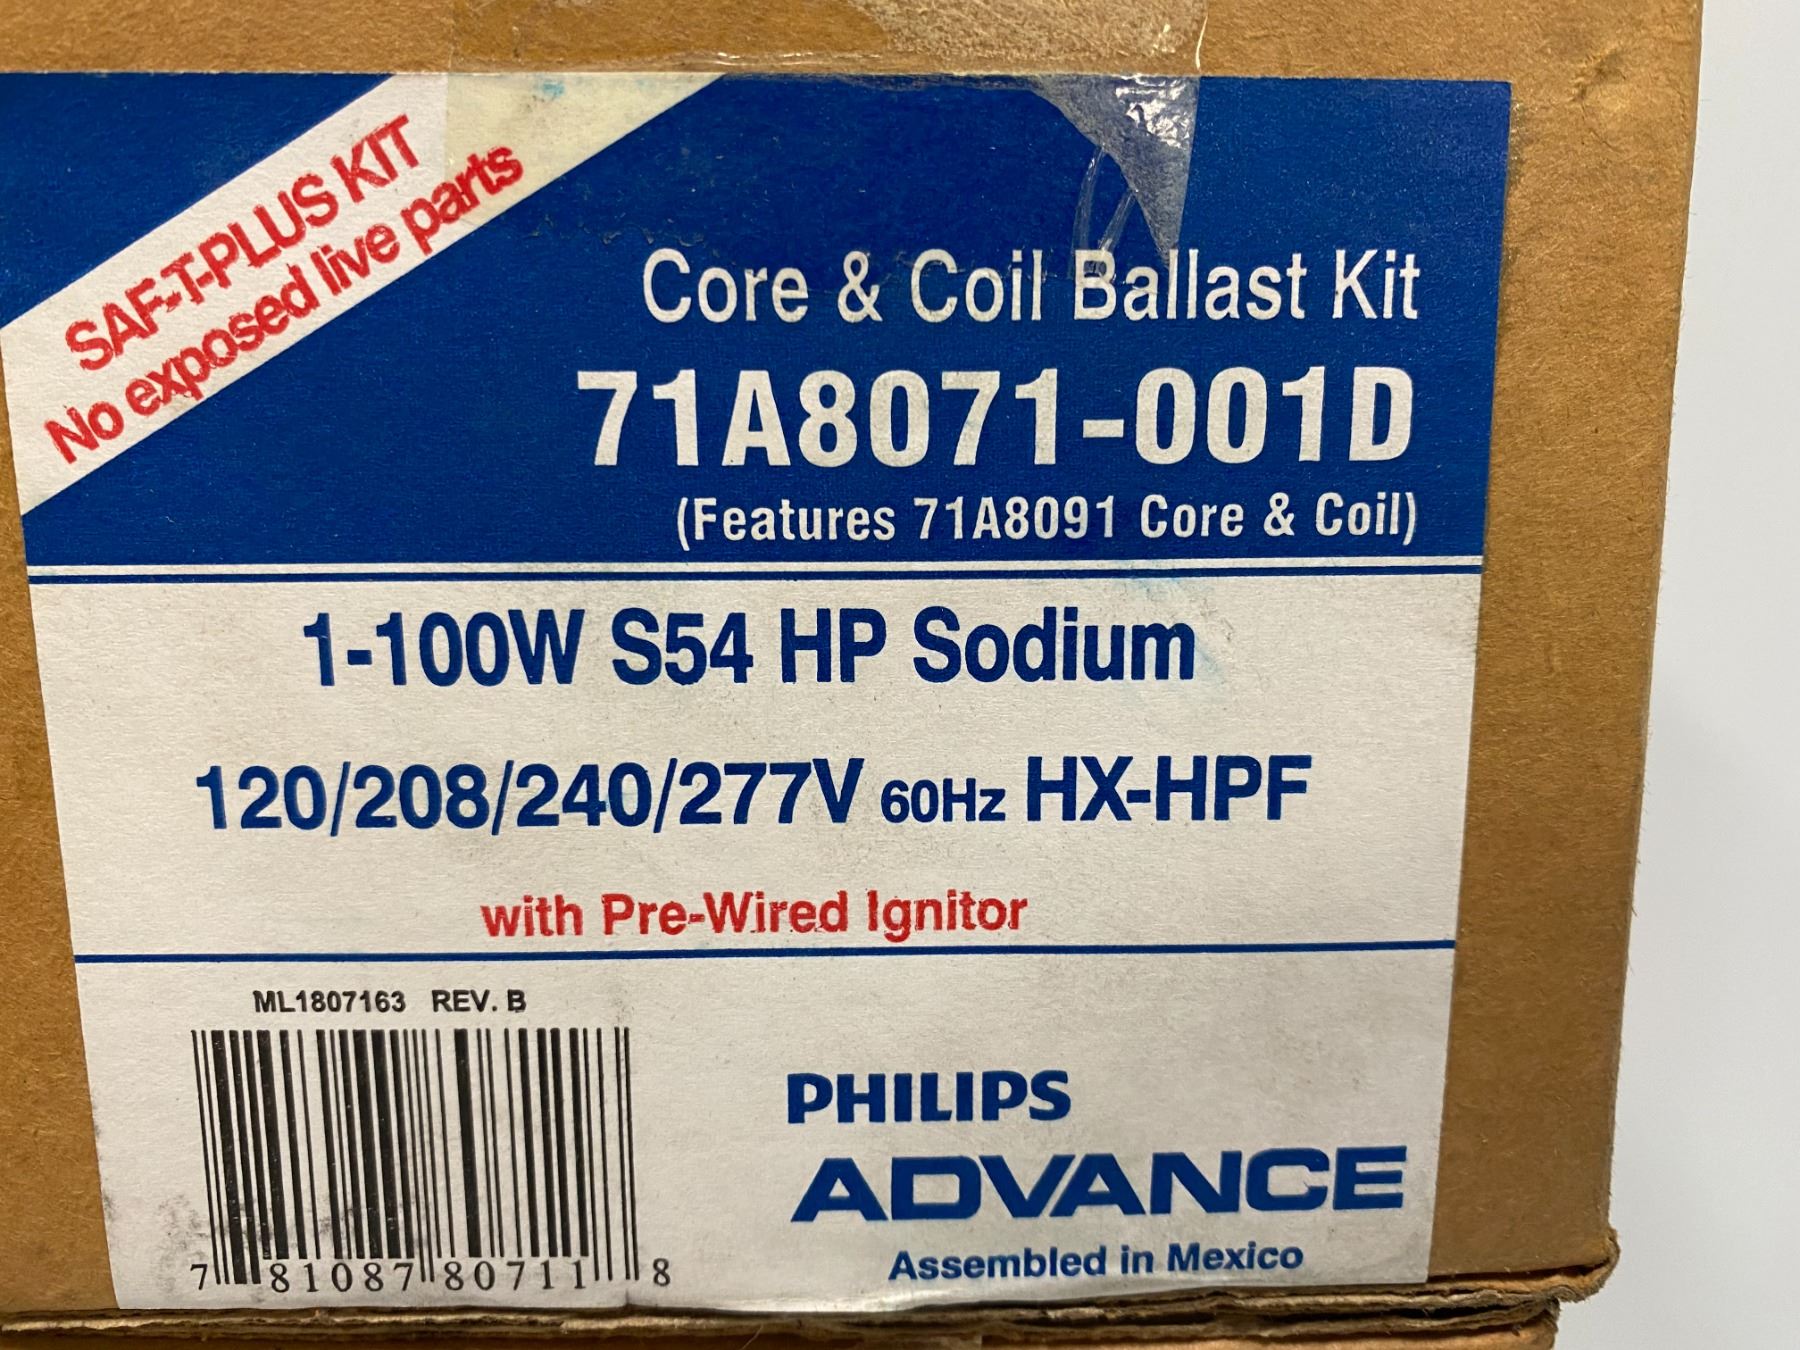 SAF-T-PLUS KIT
No exposed live parts
Core & Coil Ballast Kit
71A8071-001D
(Features 71A8091 Core & Coil)
1-100W S54 HP Sodium
120/208/240/277V 60Hz HX-HPF
with Pre-Wired Ignitor
ML1807163 REV. B
7 81087 80711 8
PHILIPS
ADVANCE
Assembled in Mexico